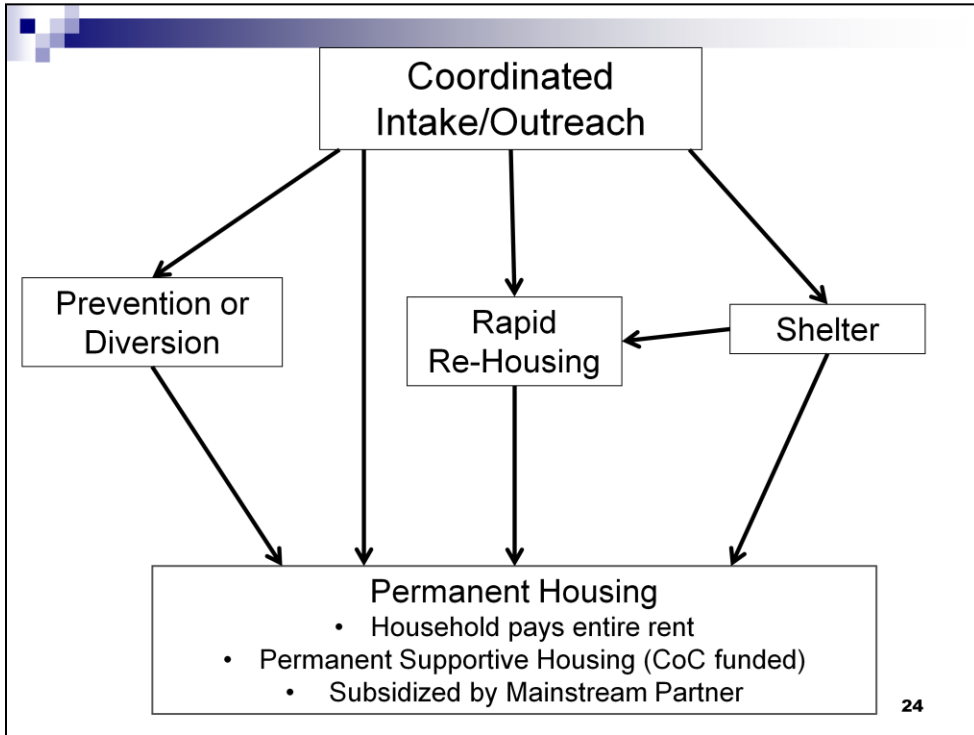 Coordinated
Intake/Outreach
Prevention or
Diversion
Rapid
Re-Housing
Shelter
Permanent Housing
• Household pays entire rent
• Permanent Supportive Housing (CoC funded)
• Subsidized by Mainstream Partner
24